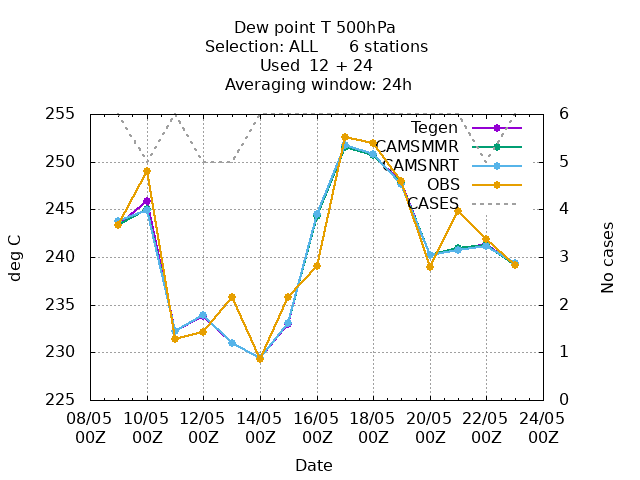 Dew point T 500hPa
Selection: ALL      6 stations
Used  12 + 24
Averaging window: 24h
255
250
245
240
235
230
225
deg C
6
5
4
3
2
1
0
No cases
Tegen
CAMSMMR
CAMSNRT
OBS
CASES
08/05 10/05 12/05 14/05 16/05 18/05 20/05 22/05 24/05
00Z 00Z 00Z 00Z 00Z 00Z 00Z 00Z 00Z
Date